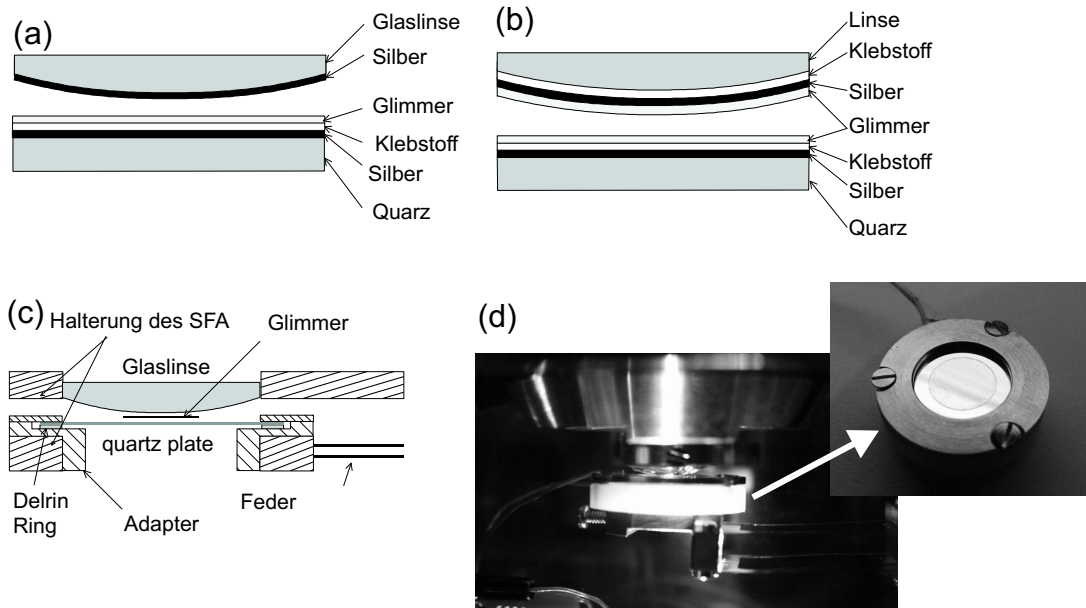 (a)
Glaslinse
Silber
Glimmer
Klebstoff
Silber
Quarz
(b)
Linse
Klebstoff
Silber
Glimmer
Klebstoff
Silber
Quarz
(c)
Halterung des SFA
Glimmer
Glaslinse
quartz plate
Delrin
Ring
Adapter
Feder
(d)